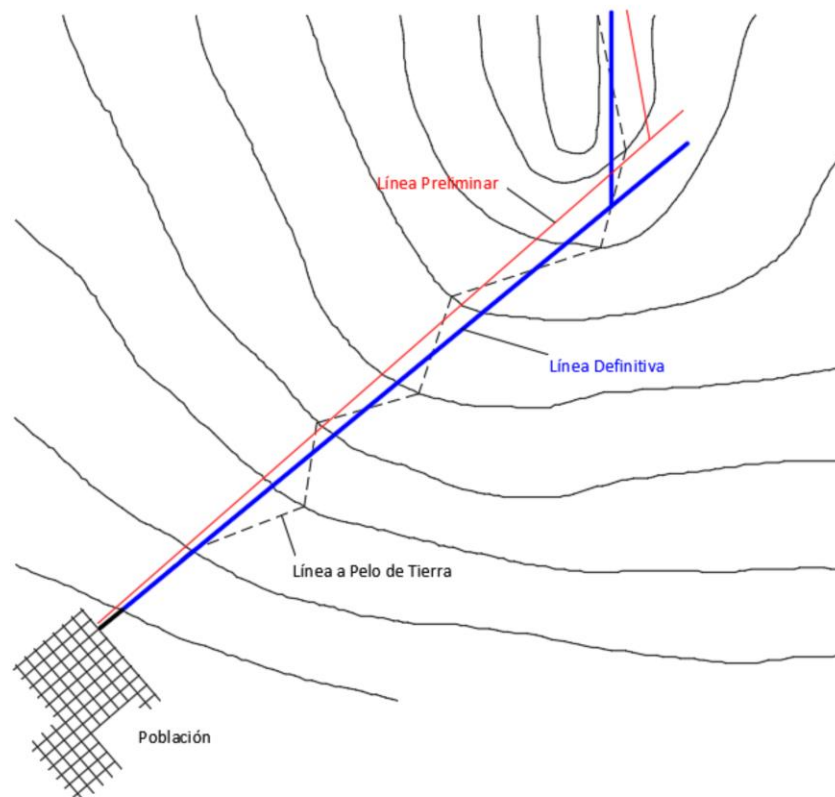 Línea Preliminar
Línea Definitiva
Línea a Pelo de Tierra
Población